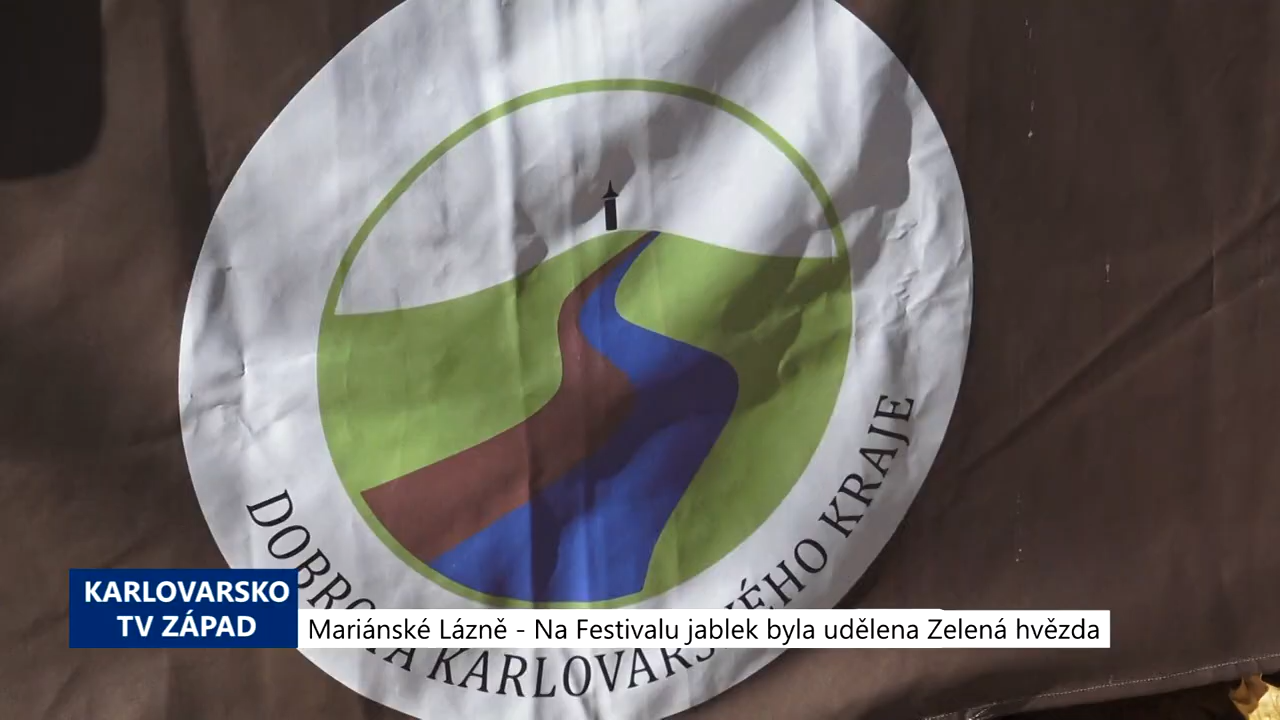 DOBROTA KARLOVARSKÉHO KRAJE
KARLOVARSKO
TV ZÁPAD
Mariánské Lázně - Na Festivalu jablek byla udělena Zelená hvězda